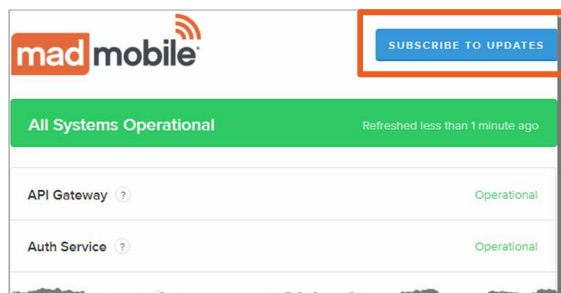 mad mobile
SUBSCRIBE TO UPDATES
All Systems Operational
Refreshed less than 1 minute ago
API Gateway ?
Operational
Auth Service ?
Operational